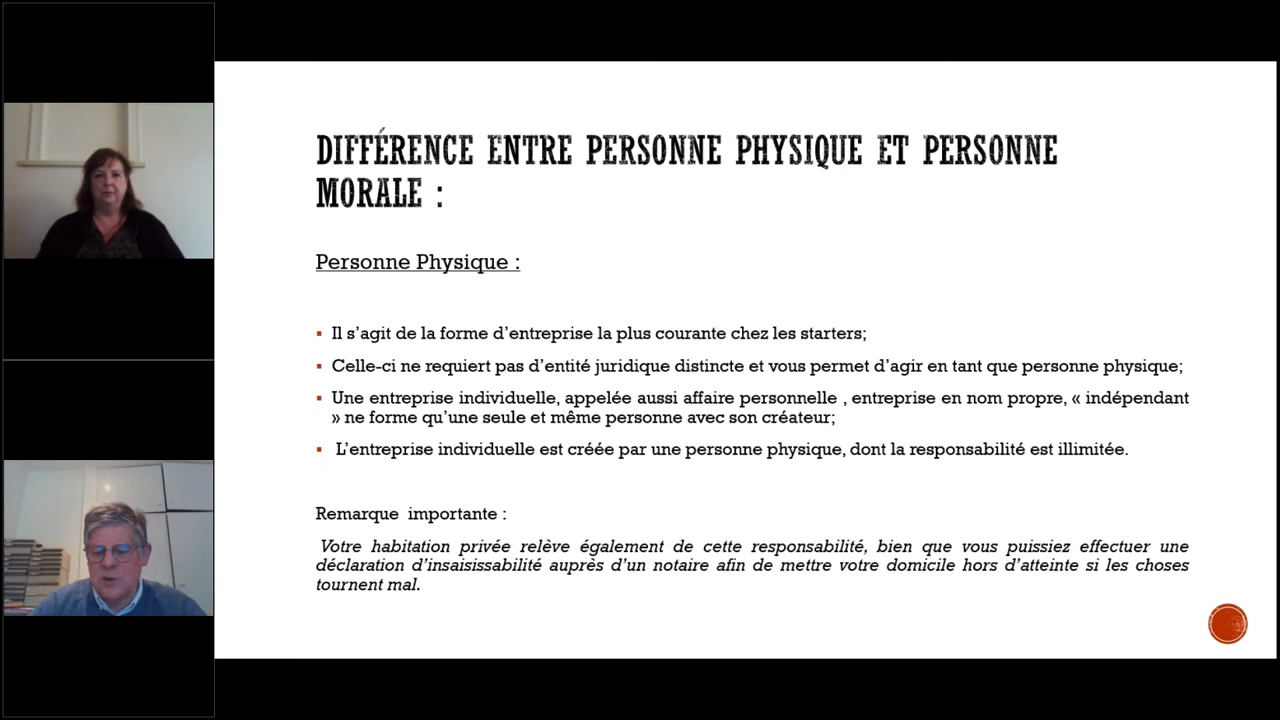 DIFFÉRENCE ENTRE PERSONNE PHYSIQUE ET PERSONNE
MORALE :
Personne Physique :
▪ Il s’agit de la forme d’entreprise la plus courante chez les starters;
▪ Celle-ci ne requiert pas d’entité juridique distincte et vous permet d’agir en tant que personne physique;
▪ Une entreprise individuelle, appelée aussi affaire personnelle , entreprise en nom propre, « indépendant
» ne forme qu’une seule et même personne avec son créateur;
▪ L’entreprise individuelle est créée par une personne physique, dont la responsabilité est illimitée.
Remarque importante :
Votre habitation privée relève également de cette responsabilité, bien que vous puissiez effectuer une
déclaration d’insaisissabilité auprès d’un notaire afin de mettre votre domicile hors d’atteinte si les choses
tournent mal.